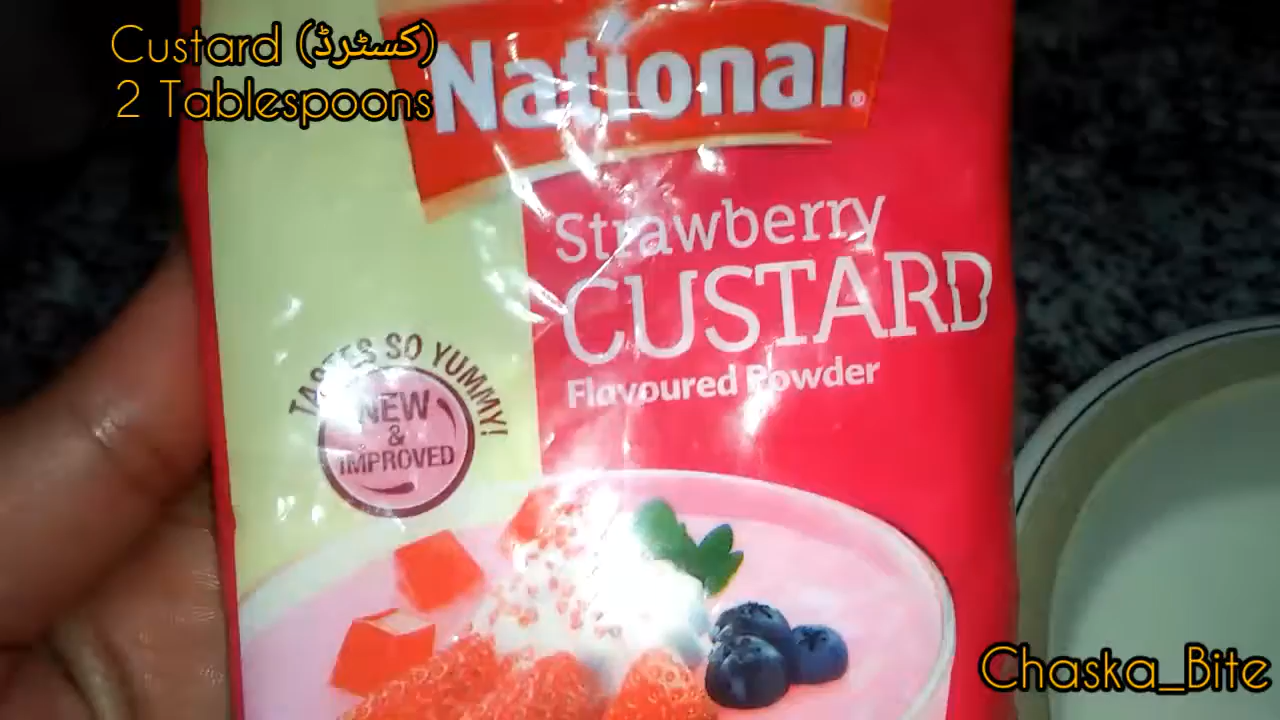 Custard (کسٹرڈ)
2 Tablespoons
National®
Strawberry
CUSTARD
Flavoured Powder
TASTES SO YUMMY!
NEW
&
IMPROVED
Chaska_Bite